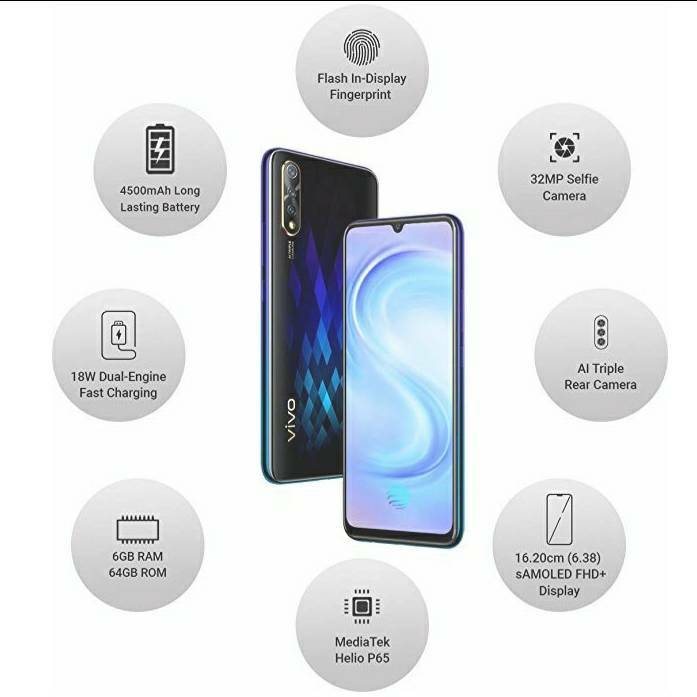 Flash In-Display
Fingerprint
4500mAh Long
Lasting Battery
32MP Selfie
Camera
18W Dual-Engine
Fast Charging
AI Triple
Rear Camera
vivo
6GB RAM
64GB ROM
16.20cm (6.38)
sAMOLED FHD+
Display
MediaTek
Helio P65